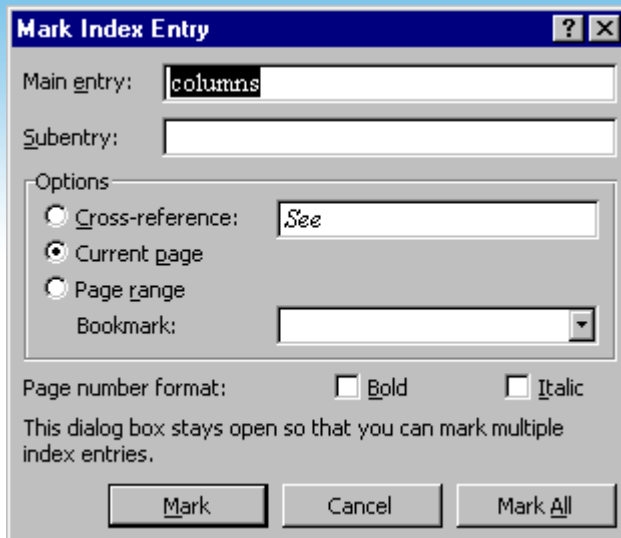 Mark Index Entry
Main entry: columns
Subentry:
Options
Cross-reference: See
Current page
Page range
Bookmark:
Page number format: Bold Italic
This dialog box stays open so that you can mark multiple
index entries.
Mark Cancel Mark All